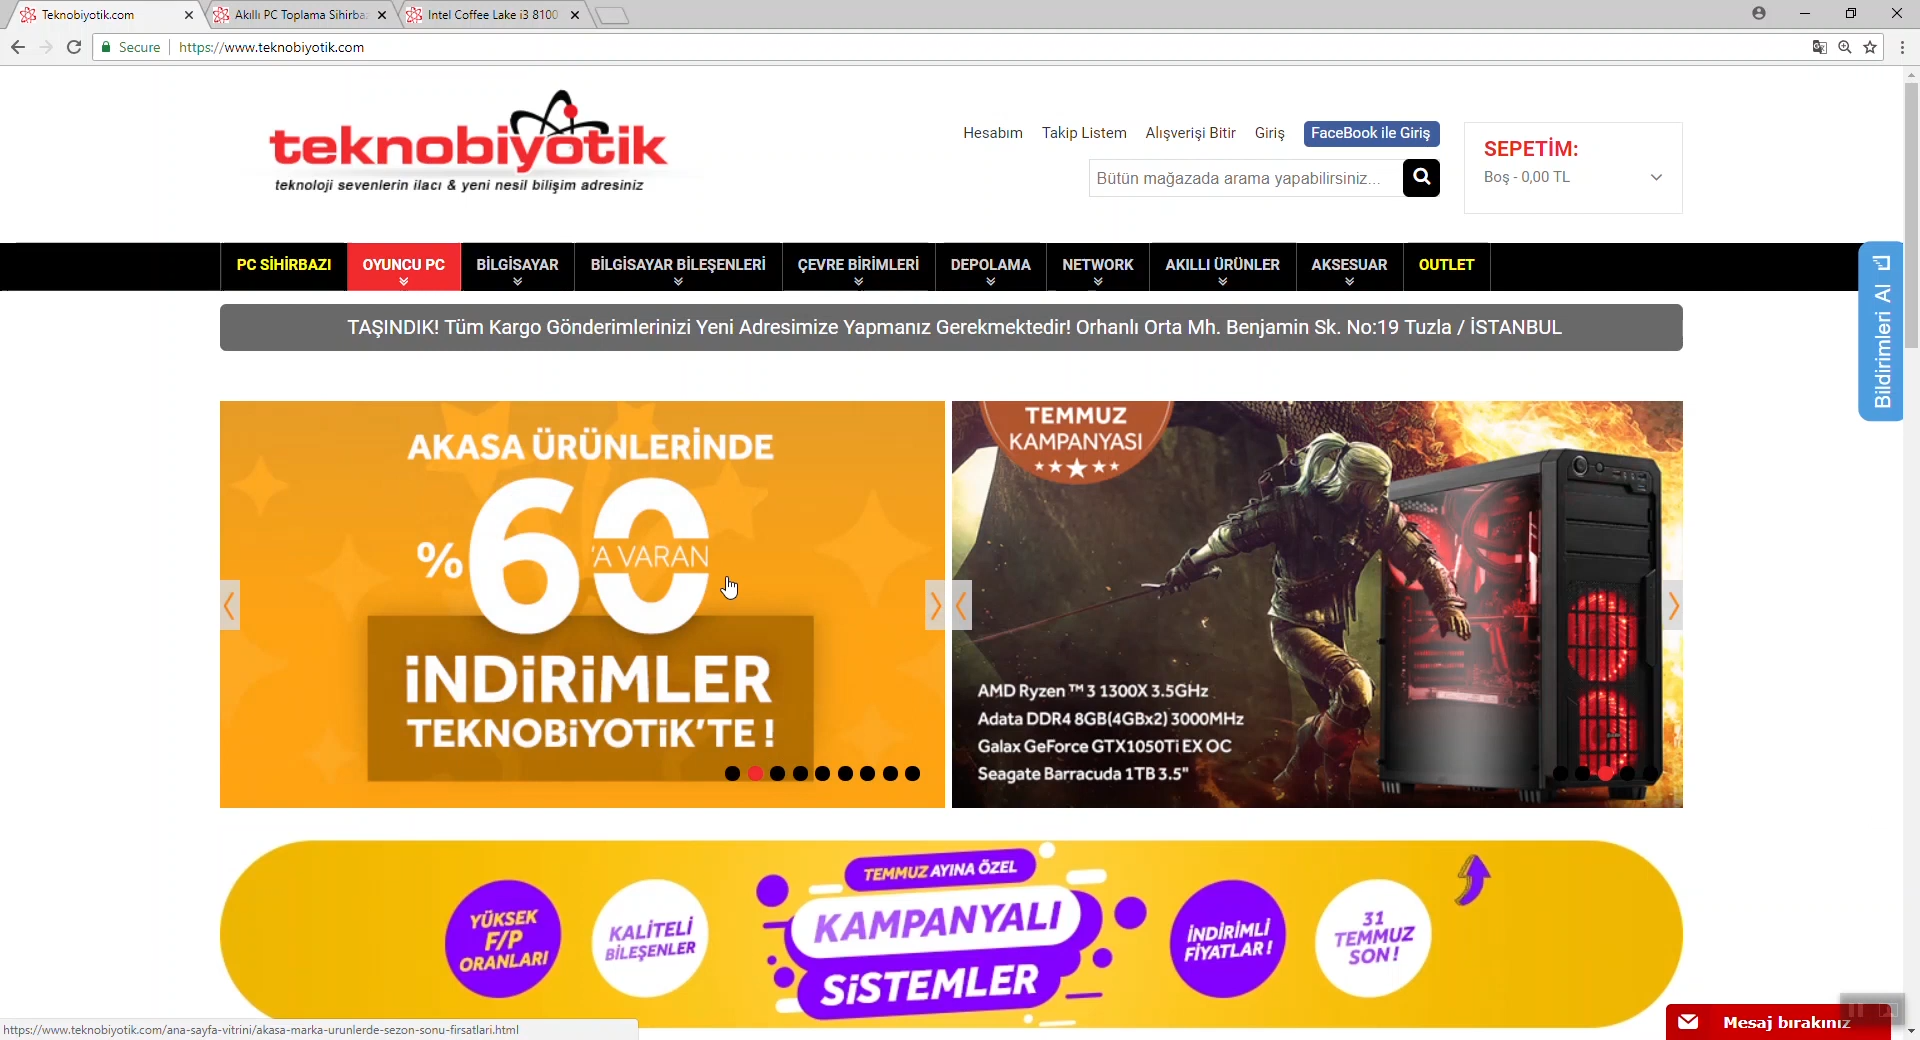 Teknobiyotik.com
Akıllı PC Toplama Sihirba
Intel Coffee Lake i3 8100
Secure
https://www.teknobiyotik.com
teknobiyotik
teknoloji sevenlerin ilacı & yeni nesil bilişim adresiniz
Hesabım
Takip Listem
Alışverişi Bitir
Giriş
FaceBook ile Giriş
Bütün mağazada arama yapabilirsiniz...
SEPETİM:
Boş - 0,00 TL
PC SİHİRBAZI
OYUNCU PC
BİLGİSAYAR
BİLGİSAYAR BİLEŞENLERİ
ÇEVRE BİRİMLERİ
DEPOLAMA
NETWORK
AKILLI ÜRÜNLER
AKSESUAR
OUTLET
Bildirimleri Al
TAŞINDIK! Tüm Kargo Gönderimlerinizi Yeni Adresimize Yapmanız Gerekmektedir! Orhanlı Orta Mh. Benjamin Sk. No:19 Tuzla / İSTANBUL
AKASA ÜRÜNLERİNDE
%60
'A VARAN
İNDİRİMLER
TEKNOBİYOTİK'TE !
TEMMUZ
KAMPANYASI
AMD Ryzen ™ 3 1300X 3.5GHz
Adata DDR4 8GB(4GBx2) 3000MHz
Galax GeForce GTX1050Ti EX OC
Seagate Barracuda 1TB 3.5"
YÜKSEK
F/P
ORANLARI
KALİTELİ
BİLEŞENLER
TEMMUZ AYINA ÖZEL
KAMPANYALI
SİSTEMLER
İNDİRİMLİ
FİYATLAR !
31
TEMMUZ
SON !
https://www.teknobiyotik.com/ana-sayfa-vitrini/akasa-marka-urunlerde-sezon-sonu-firsatlari.html
Mesaj bırakınız